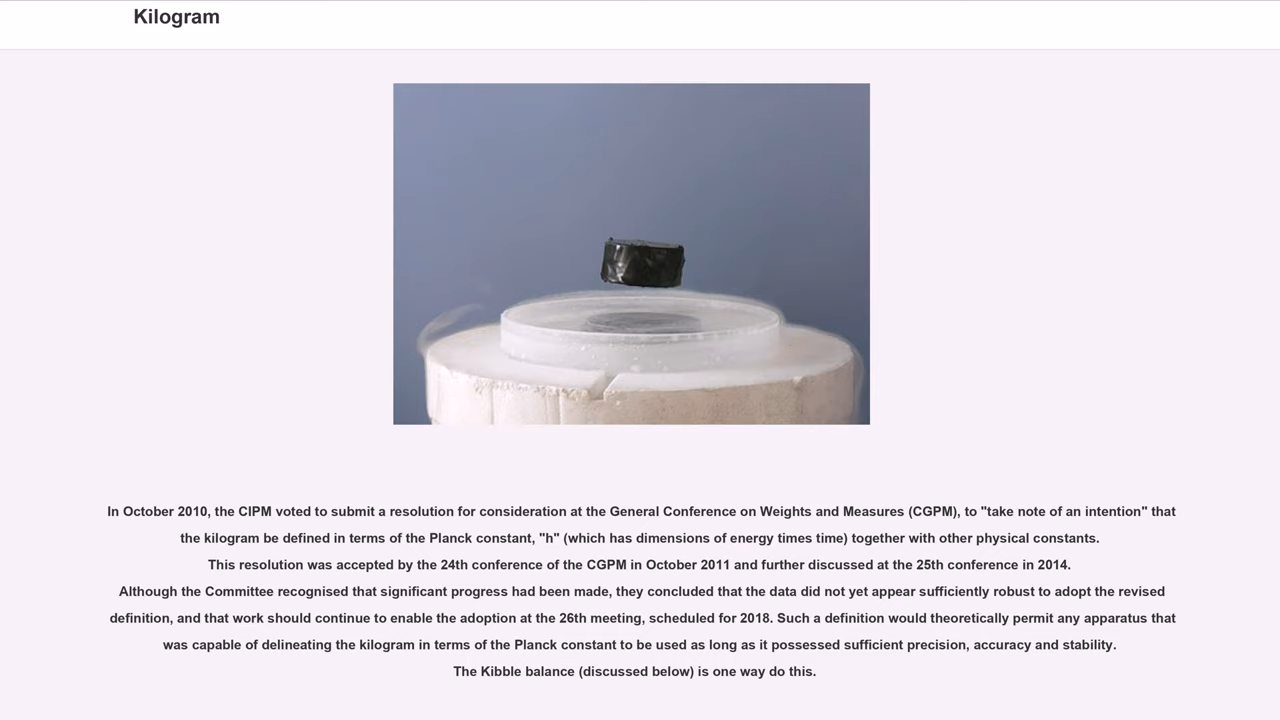 Kilogram
In October 2010, the CIPM voted to submit a resolution for consideration at the General Conference on Weights and Measures (CGPM), to "take note of an intention" that
the kilogram be defined in terms of the Planck constant, "h" (which has dimensions of energy times time) together with other physical constants.
This resolution was accepted by the 24th conference of the CGPM in October 2011 and further discussed at the 25th conference in 2014.
Although the Committee recognised that significant progress had been made, they concluded that the data did not yet appear sufficiently robust to adopt the revised
definition, and that work should continue to enable the adoption at the 26th meeting, scheduled for 2018. Such a definition would theoretically permit any apparatus that
was capable of delineating the kilogram in terms of the Planck constant to be used as long as it possessed sufficient precision, accuracy and stability.
The Kibble balance (discussed below) is one way do this.